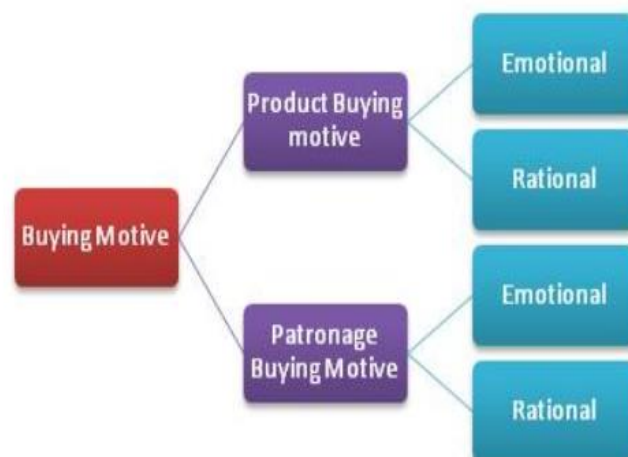 Buying Motive
Product Buying
motive
Emotional
Rational
Patronage
Buying Motive
Emotional
Rational